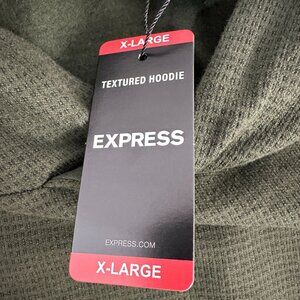 X-LARGE
TEXTURED HOODIE
EXPRESS
EXPRESS.COM
X-LARGE